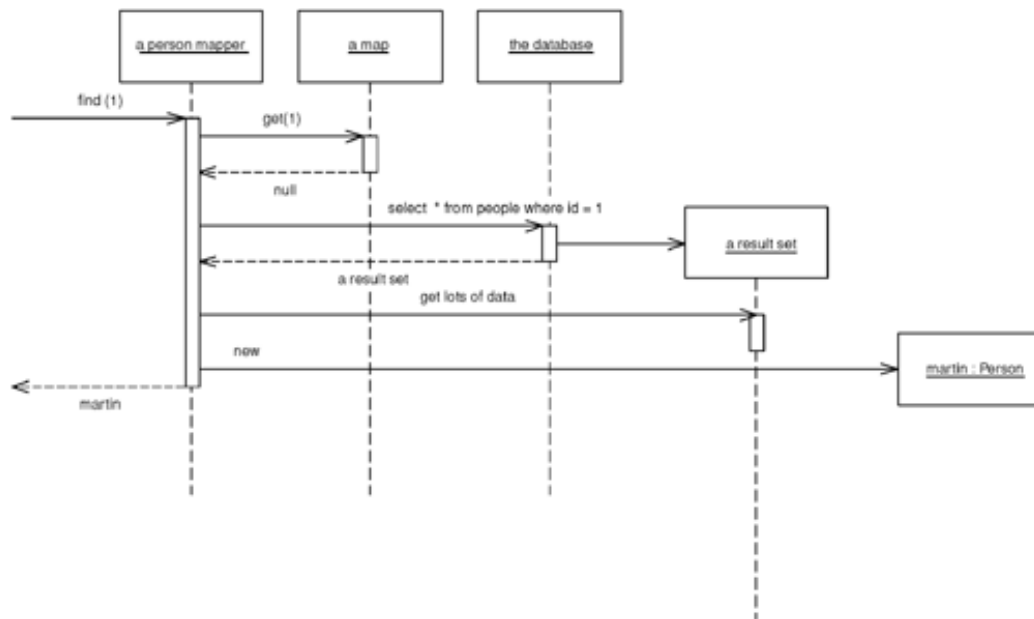 a person mapper
a map
the database
find (1)
get(1)
null
select * from people where id = 1
a result set
a result set
get lots of data
new
martin : Person
martin